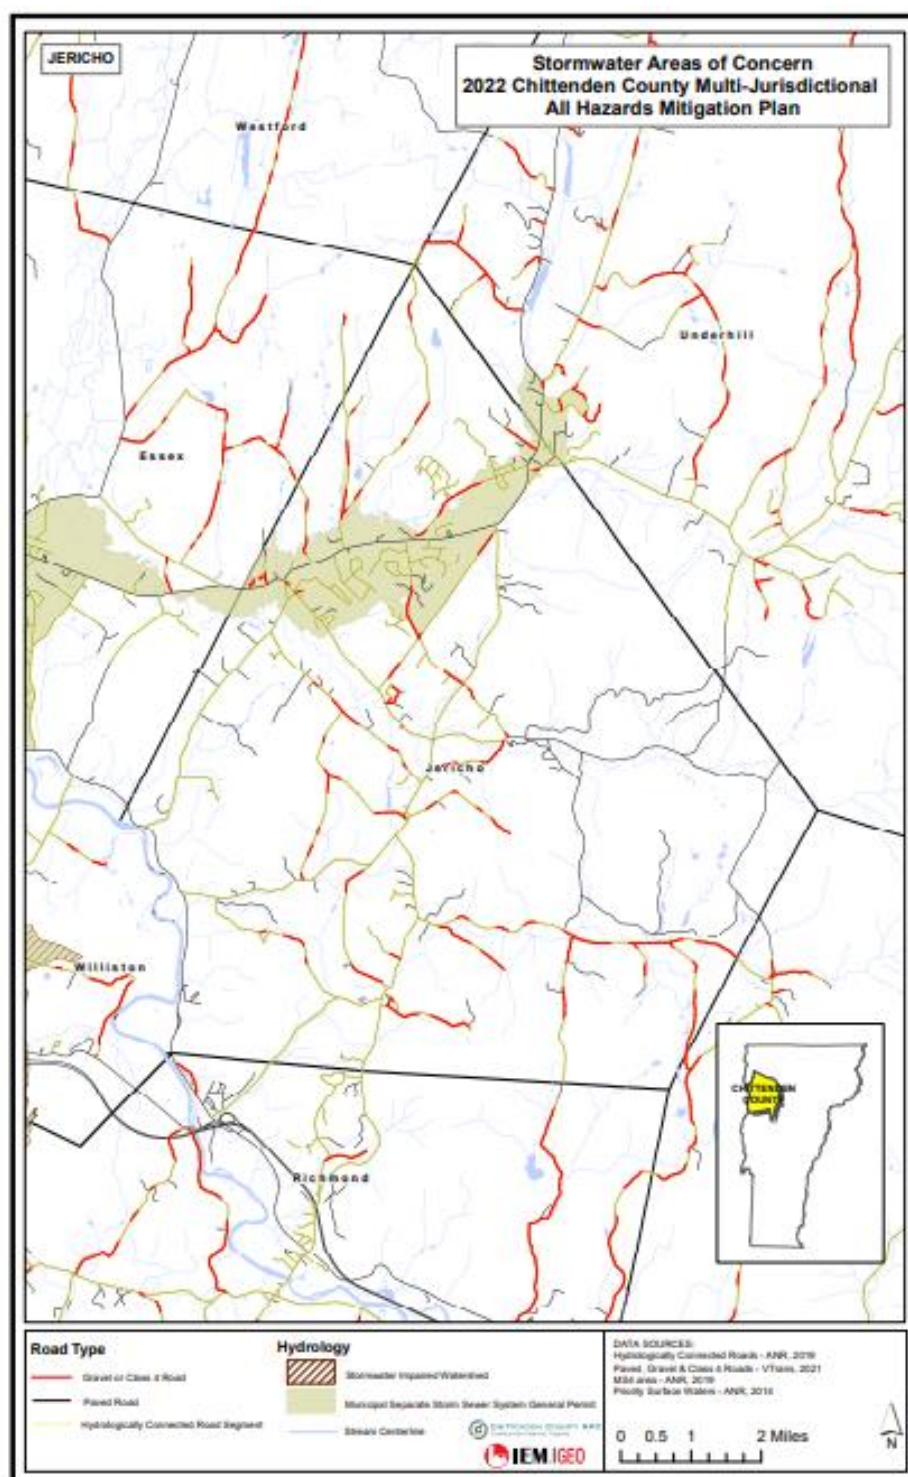 JERICHO
Stormwater Areas of Concern
2022 Chittenden County Multi-Jurisdictional
All Hazards Mitigation Plan
Westford
Underhill
Essex
Jericho
Williston
Richmond
CHITTENDEN
COUNTY
Road Type
Gravel or Class 4 Road
Paved Road
Hydrologically Connected Road Segment
Hydrology
Stormwater Impaired Watershed
Municipal Separate Storm Sewer System General Permit
Stream Centerline
CHITTENDEN COUNTY RPC
IEM IGEO
DATA SOURCES:
Hydrologically Connected Roads - ANR, 2019
Paved, Gravel & Class 4 Roads - VTrans, 2021
MS4 area - ANR, 2019
Priority Surface Waters - ANR, 2014
0 0.5 1 2 Miles
N